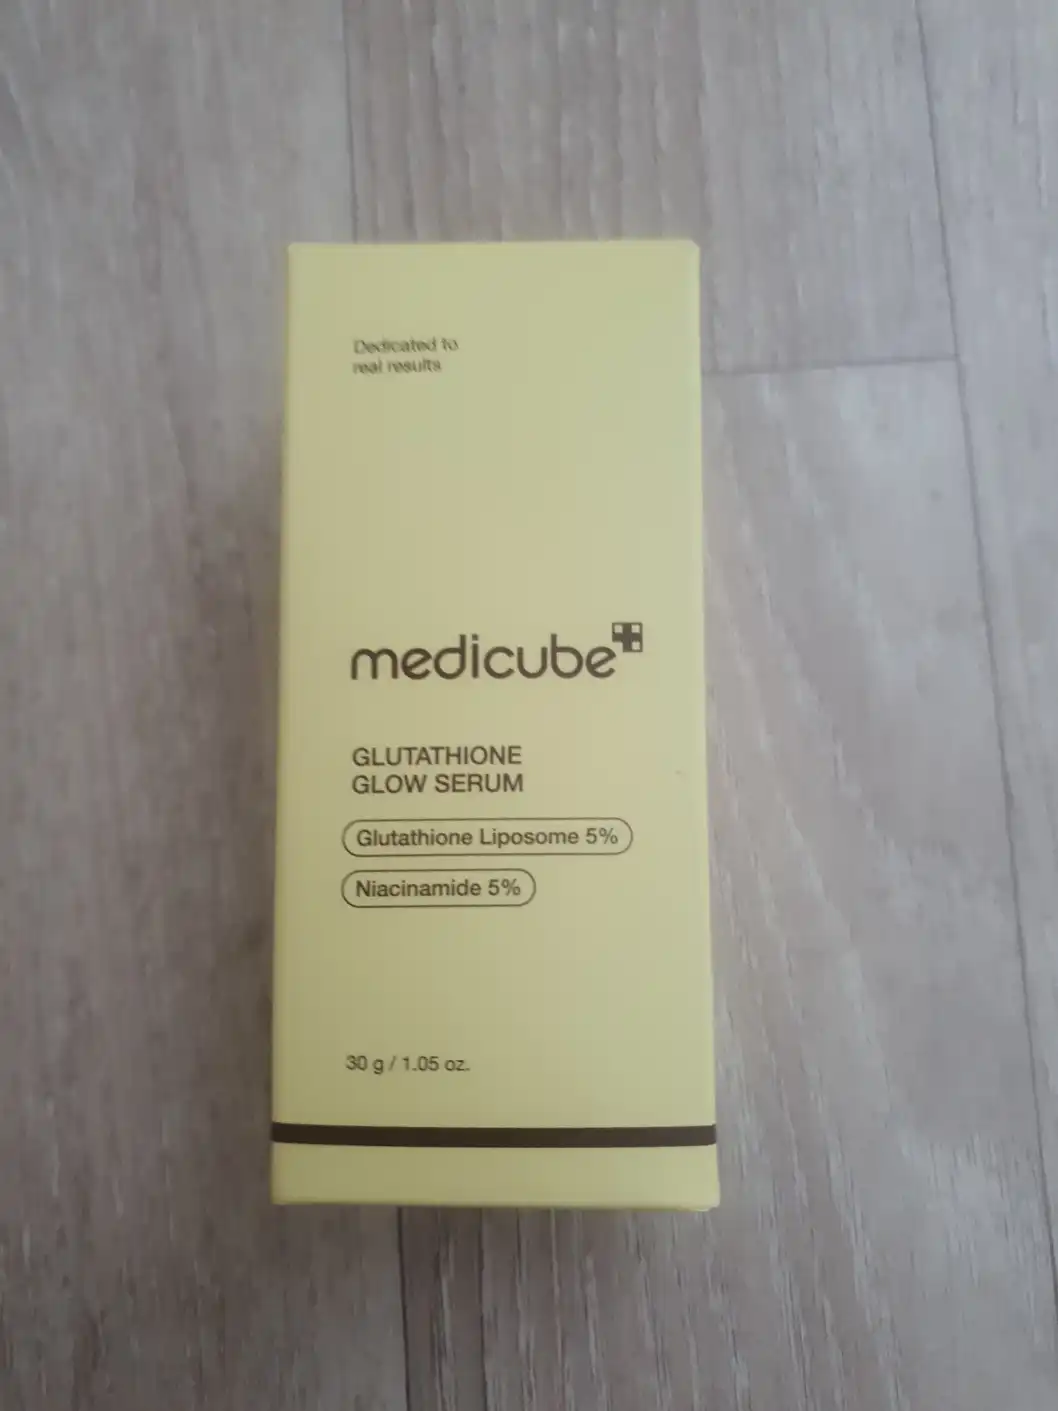 Dedicated to
real results
medicube
GLUTATHIONE
GLOW SERUM
Glutathione Liposome 5%
Niacinamide 5%
30 g / 1.05 oz.